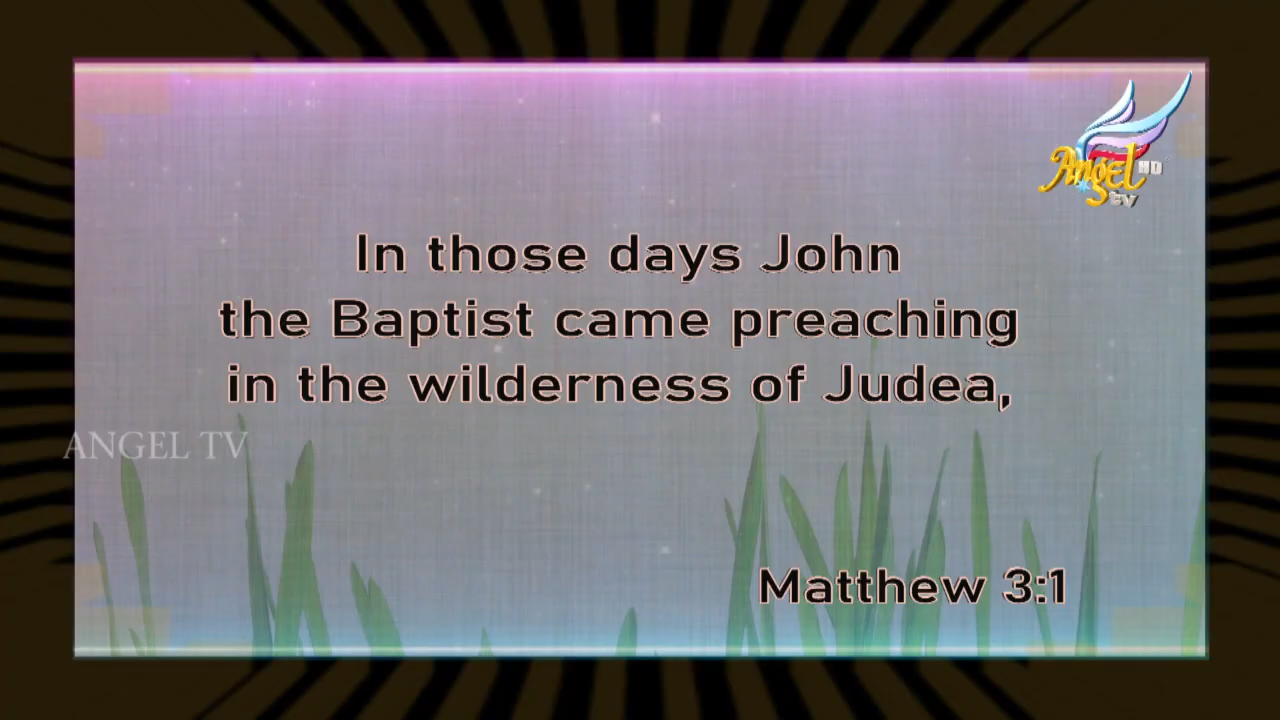 Angel HD
tv
In those days John
the Baptist came preaching
in the wilderness of Judea,
ANGEL TV
Matthew 3:1